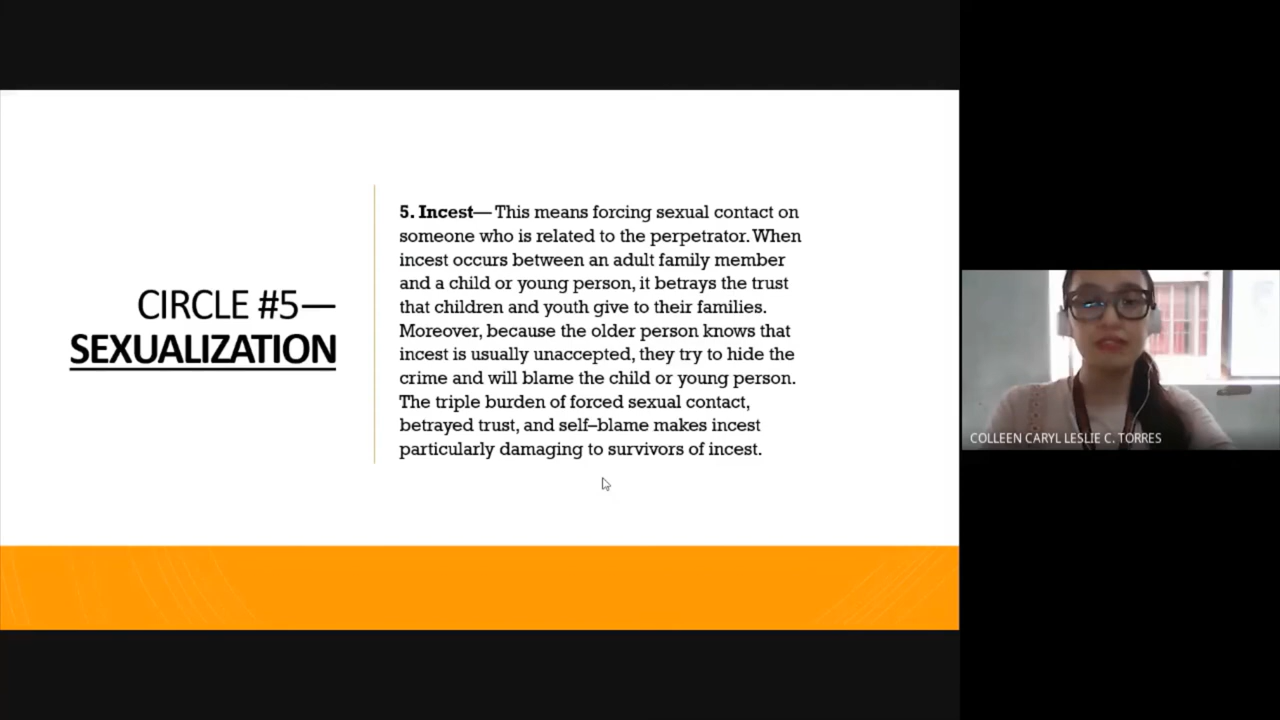 CIRCLE #5—
SEXUALIZATION
5. Incest— This means forcing sexual contact on
someone who is related to the perpetrator. When
incest occurs between an adult family member
and a child or young person, it betrays the trust
that children and youth give to their families.
Moreover, because the older person knows that
incest is usually unaccepted, they try to hide the
crime and will blame the child or young person.
The triple burden of forced sexual contact,
betrayed trust, and self–blame makes incest
particularly damaging to survivors of incest.
COLLEEN CARYL LESLIE C. TORRES